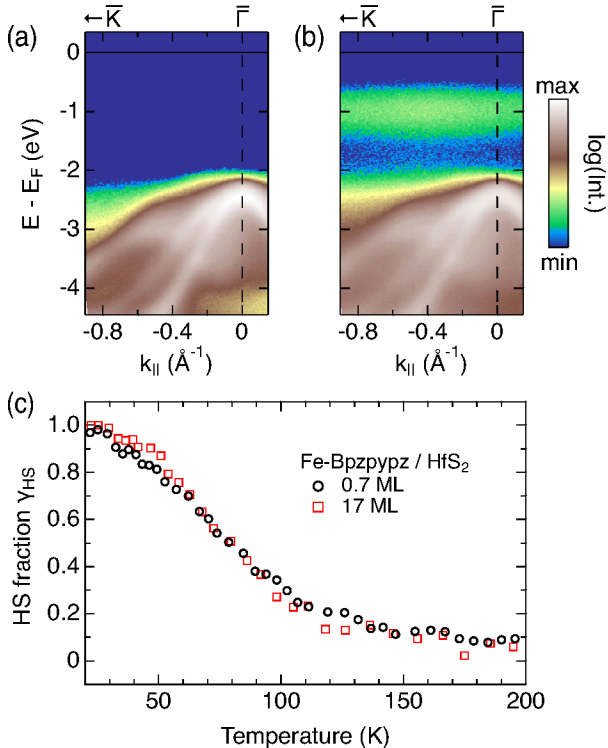 ← K̅ Γ̅ ← K̅ Γ̅
(a) (b)
0
-1
-2
-3
-4
E - E_F (eV)
max
log(Int.)
min
-0.8 -0.4 0 -0.8 -0.4 0
k_|| (Å⁻¹) k_|| (Å⁻¹)
(c)
1.0
0.8
0.6
0.4
0.2
0
HS fraction γ_HS
Fe-Bpzpypz / HfS₂
0.7 ML
17 ML
50 100 150 200
Temperature (K)